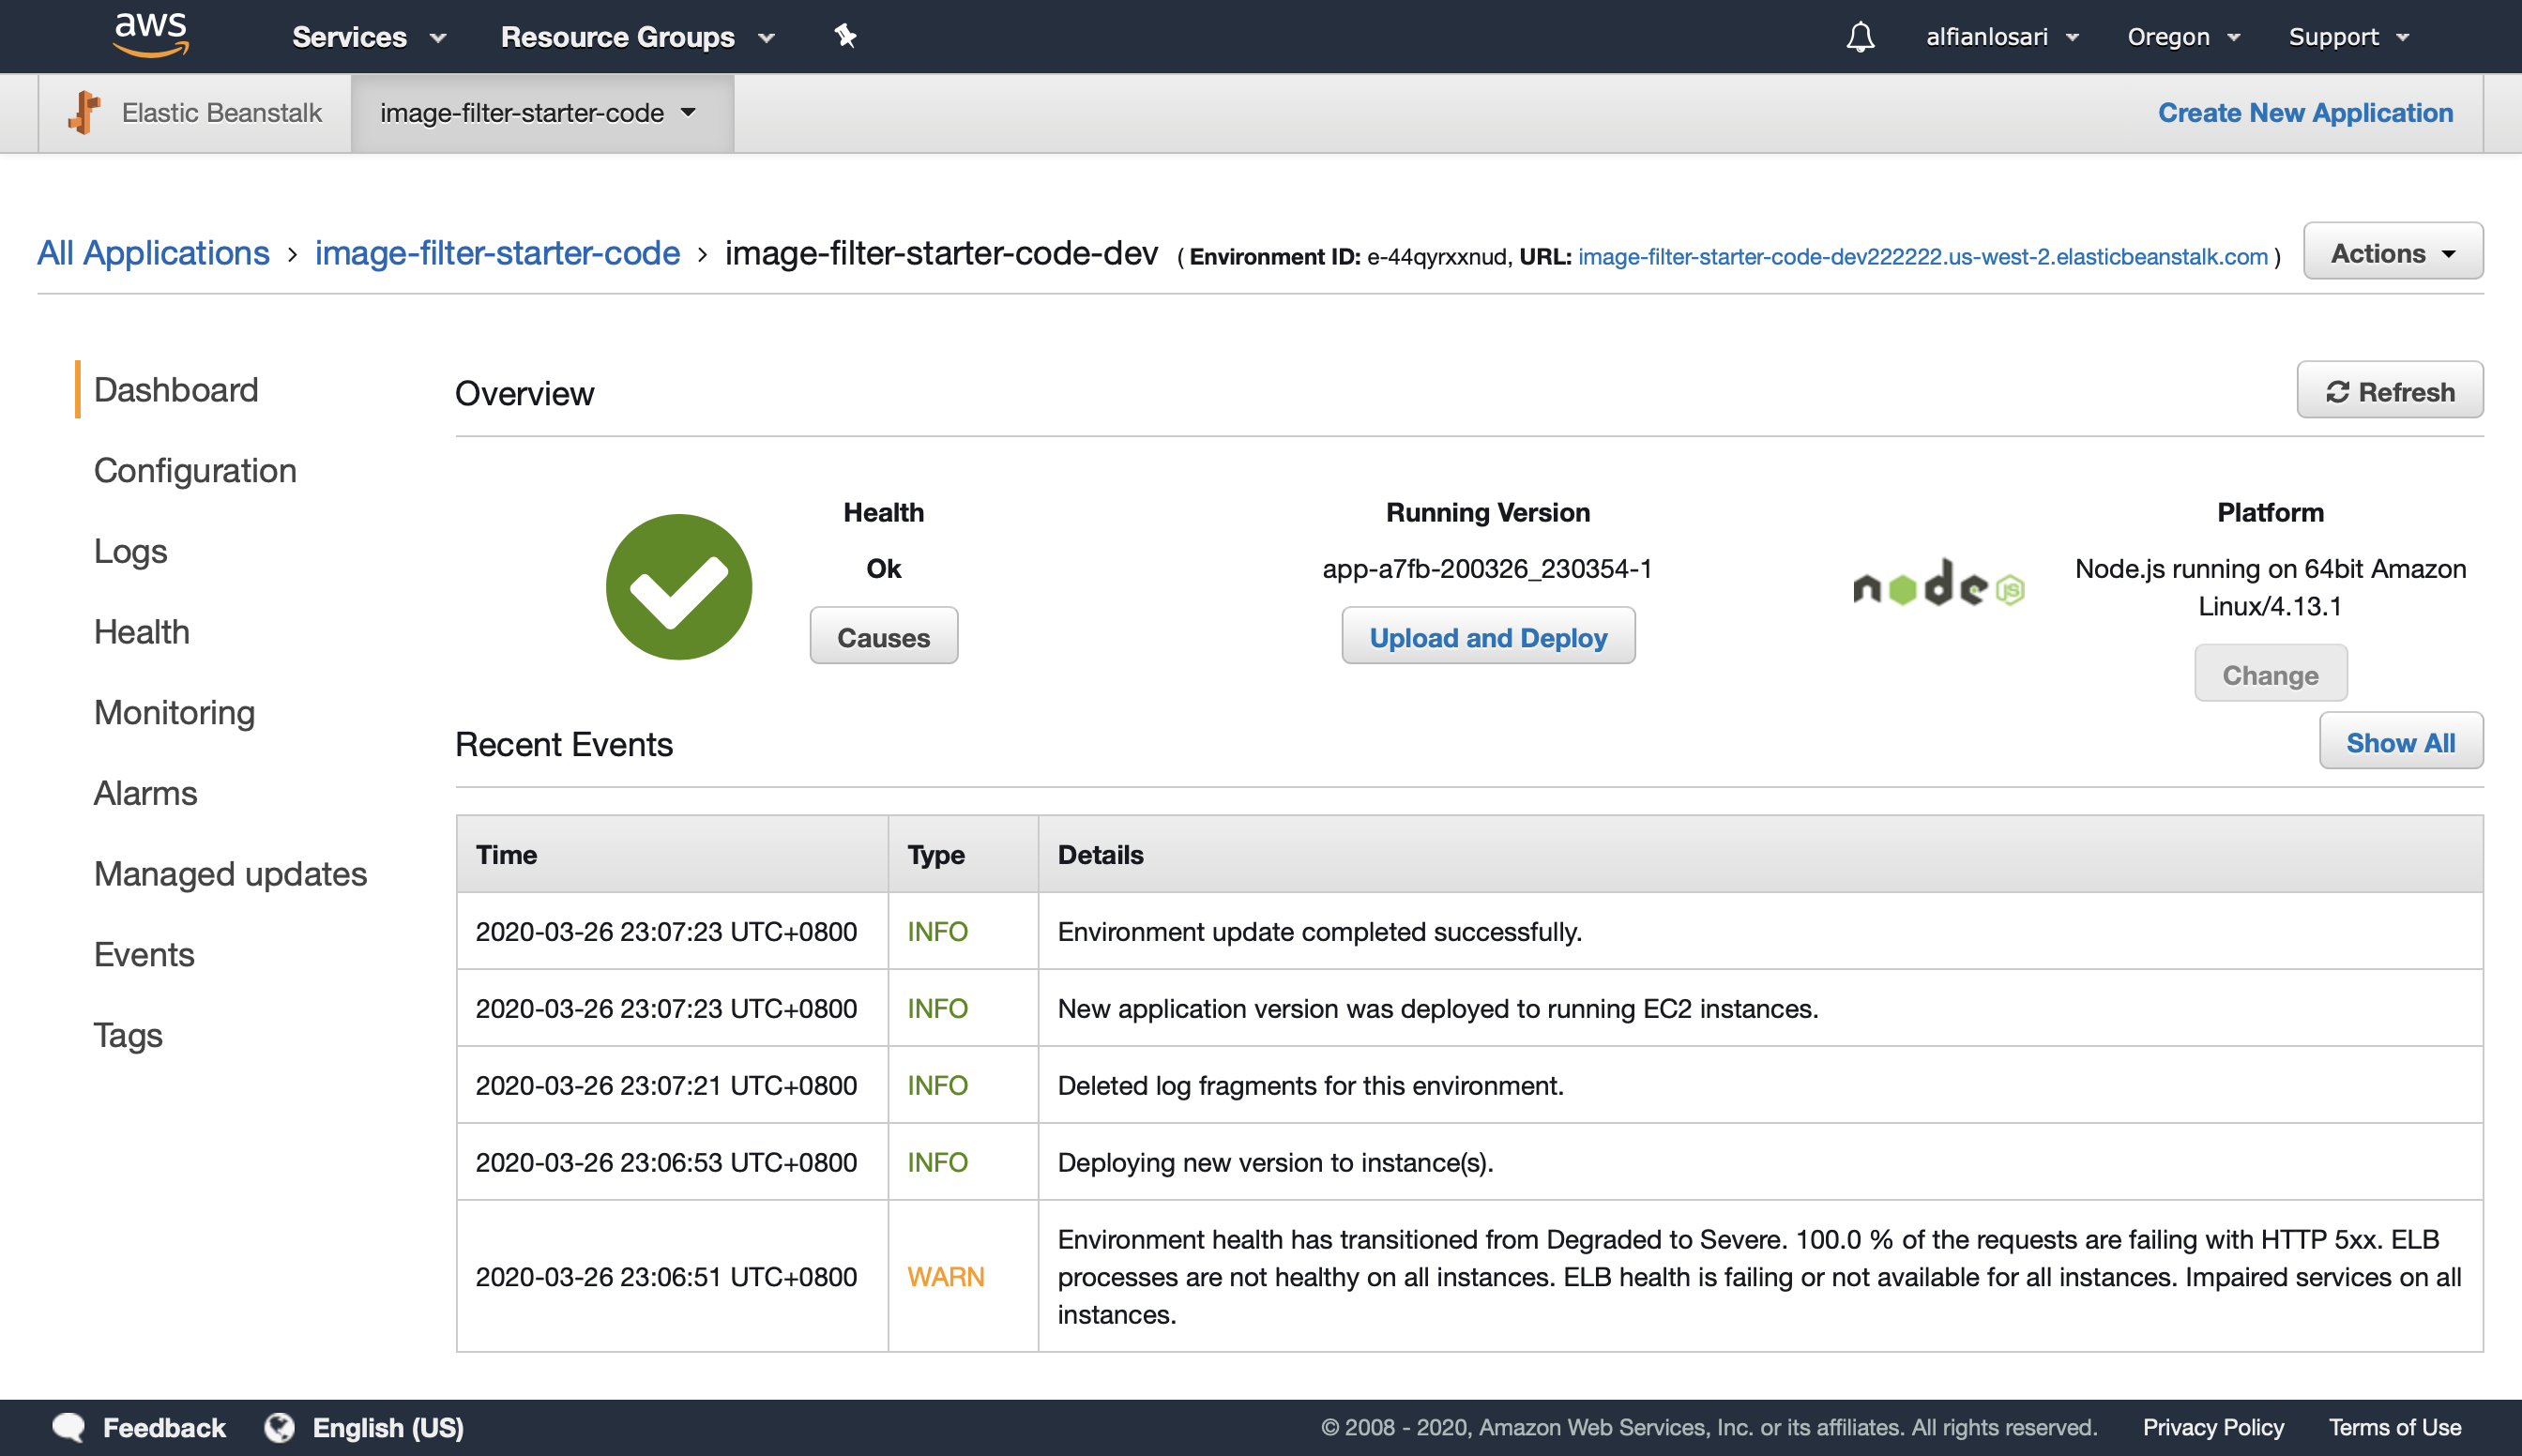 aws Services Resource Groups alfianlosari Oregon Support
Elastic Beanstalk image-filter-starter-code Create New Application
All Applications › image-filter-starter-code › image-filter-starter-code-dev ( Environment ID: e-44qyrxxnud, URL: image-filter-starter-code-dev222222.us-west-2.elasticbeanstalk.com ) Actions
Dashboard
Configuration
Logs
Health
Monitoring
Alarms
Managed updates
Events
Tags
Overview Refresh
Health
Ok
Causes
Running Version
app-a7fb-200326_230354-1
Upload and Deploy
node JS
Platform
Node.js running on 64bit Amazon
Linux/4.13.1
Change
Recent Events Show All
Time Type Details
2020-03-26 23:07:23 UTC+0800 INFO Environment update completed successfully.
2020-03-26 23:07:23 UTC+0800 INFO New application version was deployed to running EC2 instances.
2020-03-26 23:07:21 UTC+0800 INFO Deleted log fragments for this environment.
2020-03-26 23:06:53 UTC+0800 INFO Deploying new version to instance(s).
2020-03-26 23:06:51 UTC+0800 WARN Environment health has transitioned from Degraded to Severe. 100.0 % of the requests are failing with HTTP 5xx. ELB
processes are not healthy on all instances. ELB health is failing or not available for all instances. Impaired services on all
instances.
Feedback English (US) © 2008 - 2020, Amazon Web Services, Inc. or its affiliates. All rights reserved. Privacy Policy Terms of Use